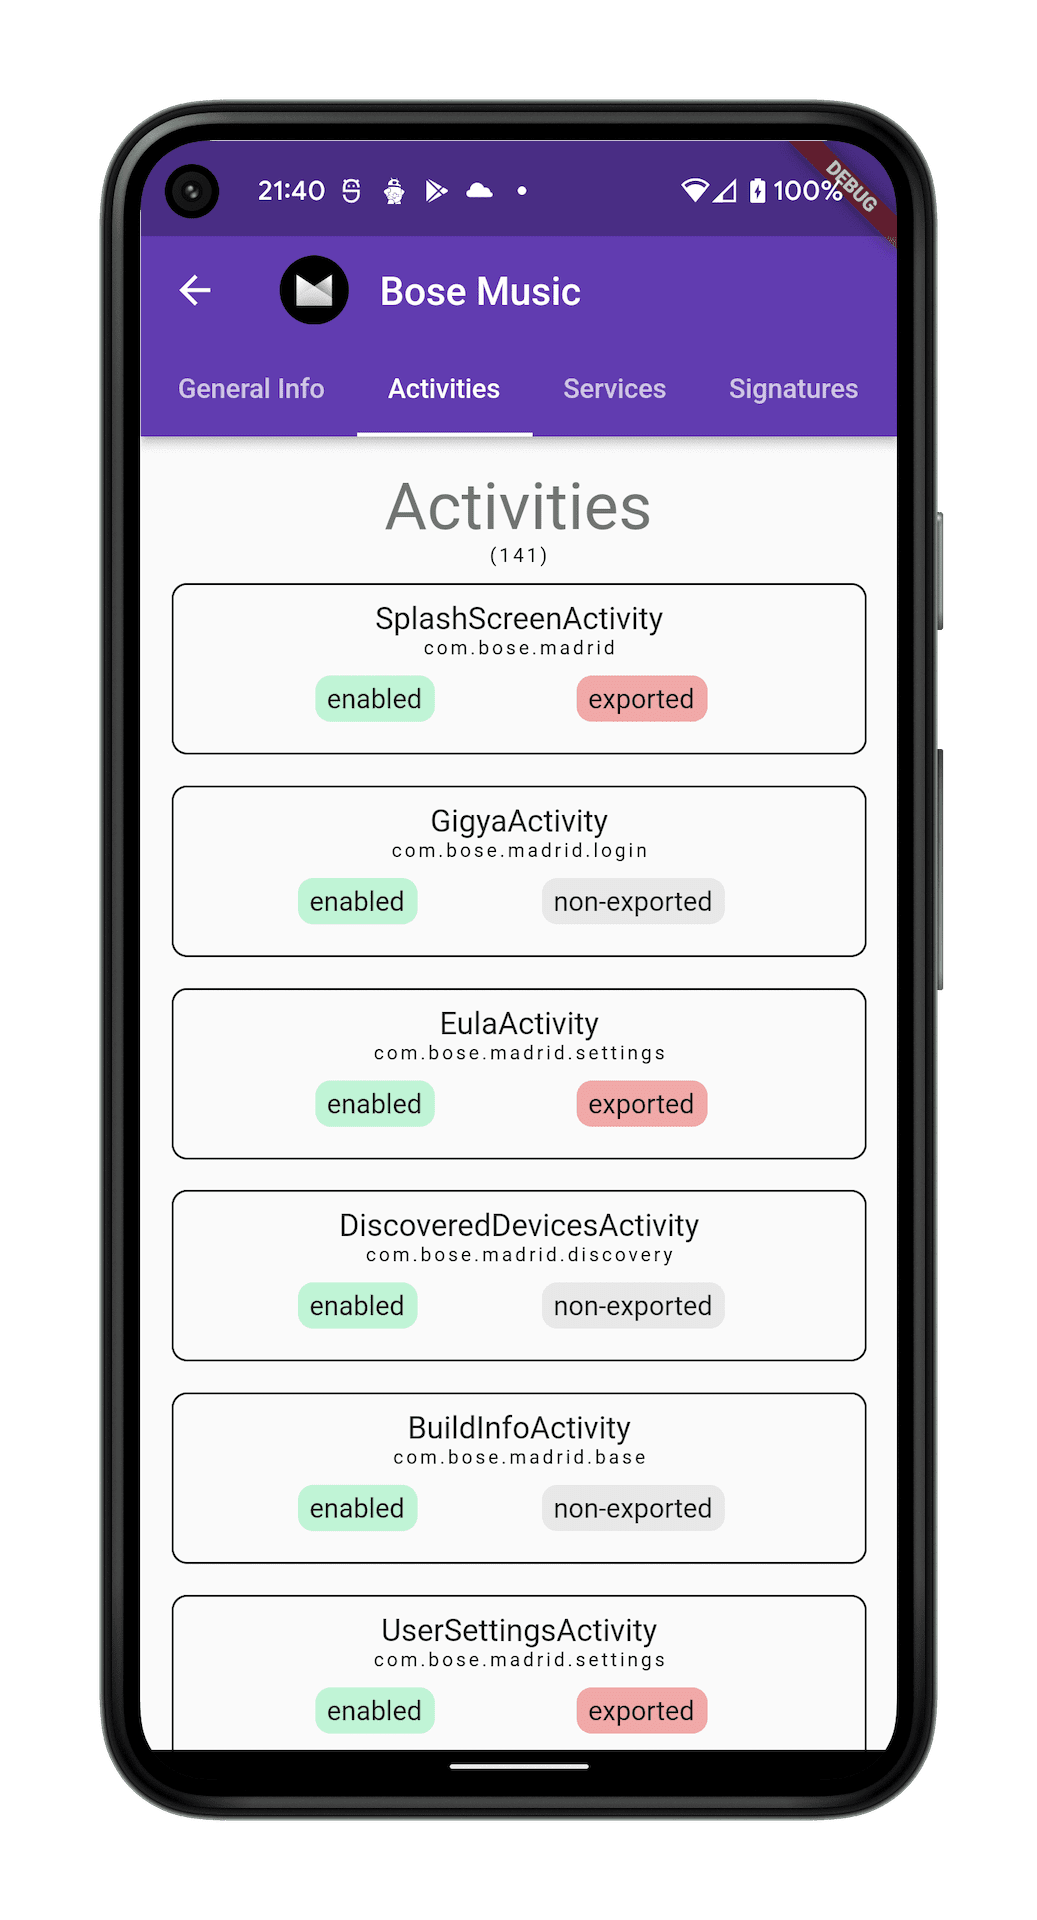 21:40
100%
DEBUG
Bose Music
General Info Activities Services Signatures
Activities
(141)
SplashScreenActivity
com.bose.madrid
enabled exported
GigyaActivity
com.bose.madrid.login
enabled non-exported
EulaActivity
com.bose.madrid.settings
enabled exported
DiscoveredDevicesActivity
com.bose.madrid.discovery
enabled non-exported
BuildInfoActivity
com.bose.madrid.base
enabled non-exported
UserSettingsActivity
com.bose.madrid.settings
enabled exported